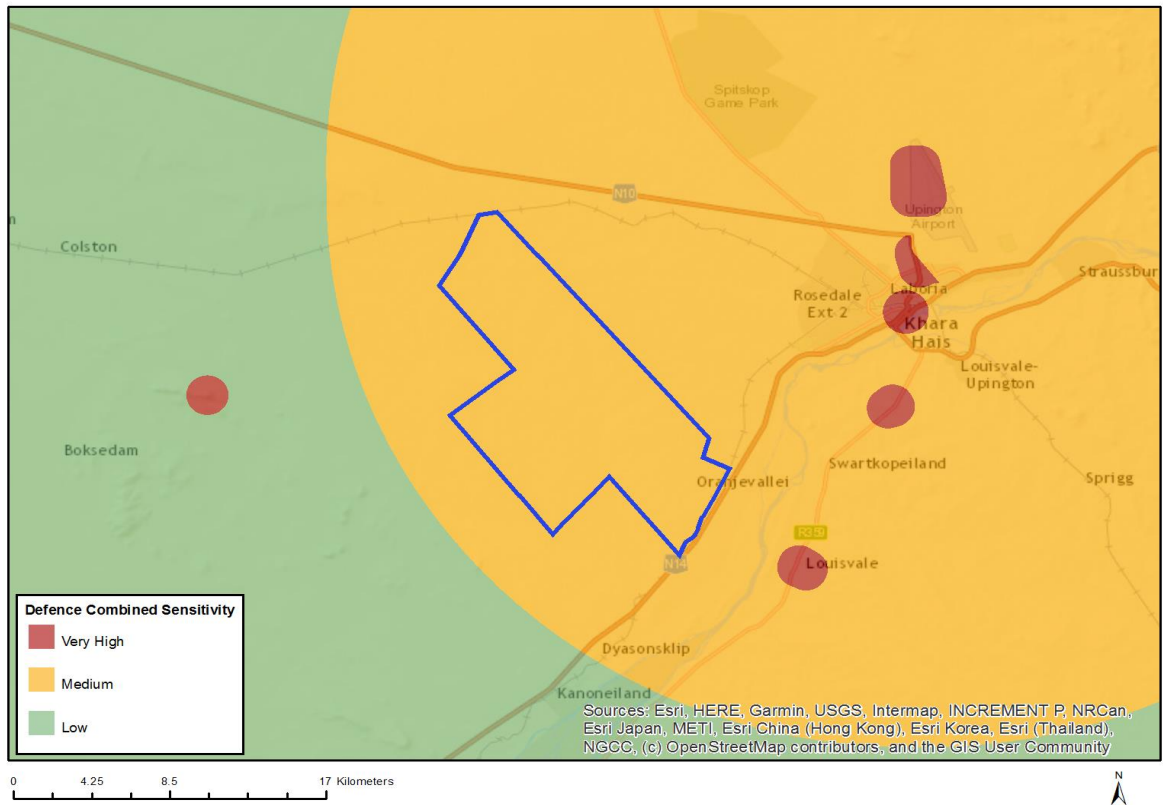 Spitskop
Game Park
N10
Upington
Airport
Colston
Straussbur
Laboria
Rosedale
Ext 2
Khara
Hais
Louisvale-
Upington
Boksedam
Swartkopeiland
Oranjevallei
Sprigg
R359
Louisvale
N14
Dyasonsklip
Kanoneiland
Defence Combined Sensitivity
Very High
Medium
Low
Sources: Esri, HERE, Garmin, USGS, Intermap, INCREMENT P, NRCan,
Esri Japan, METI, Esri China (Hong Kong), Esri Korea, Esri (Thailand),
NGCC, (c) OpenStreetMap contributors, and the GIS User Community
0 4.25 8.5 17 Kilometers
N